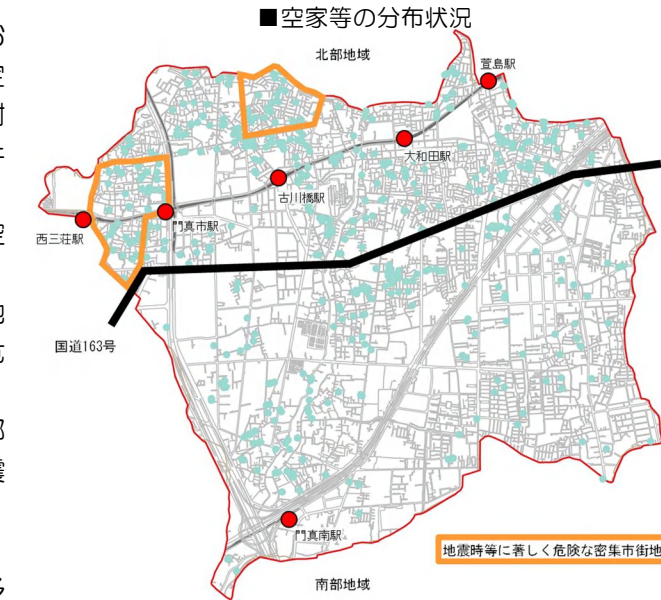 ■空家等の分布状況
北部地域
萱島駅
大和田駅
古川橋駅
門真市駅
西三荘駅
国道163号
門真南駅
地震時等に著しく危険な密集市街地
南部地域